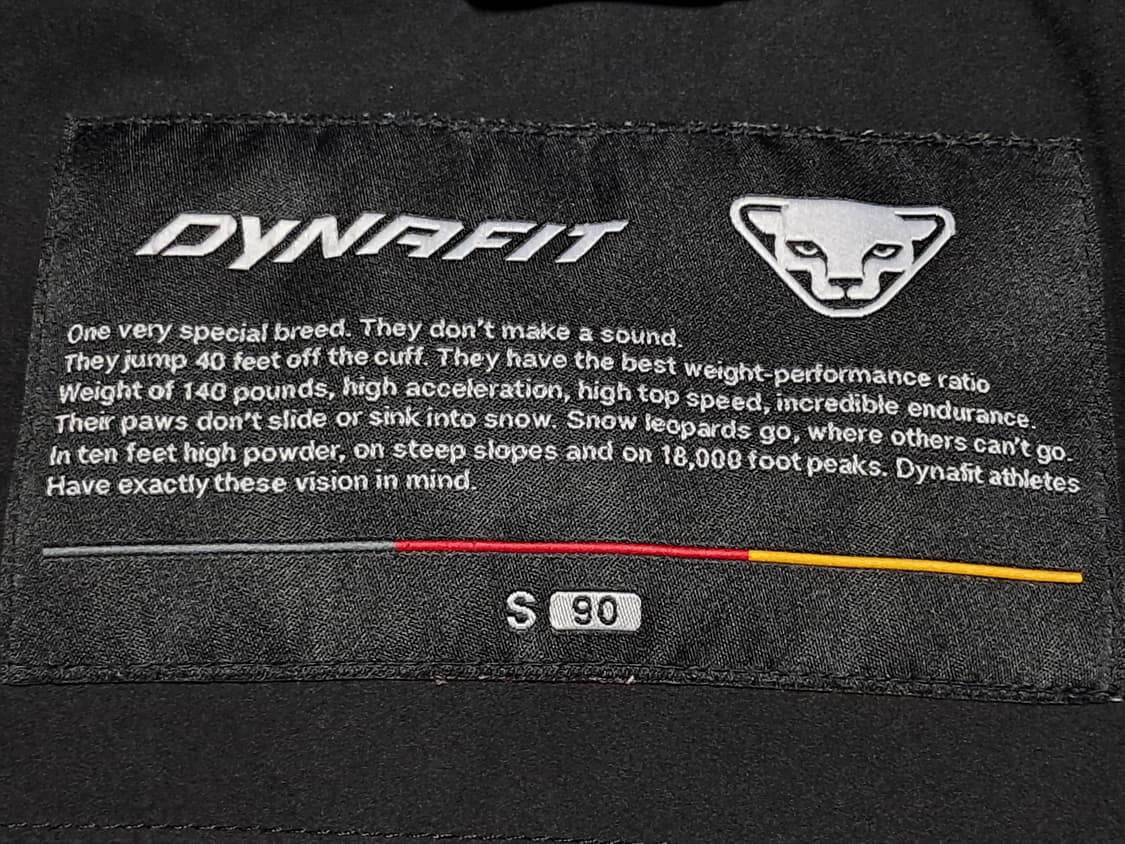 DYNAFIT
One very special breed. They don't make a sound.
They jump 40 feet off the cuff. They have the best weight-performance ratio
Weight of 140 pounds, high acceleration, high top speed, incredible endurance.
Their paws don't slide or sink into snow. Snow leopards go, where others can't go.
In ten feet high powder, on steep slopes and on 18,000 foot peaks. Dynafit athletes
Have exactly these vision in mind.
S 90